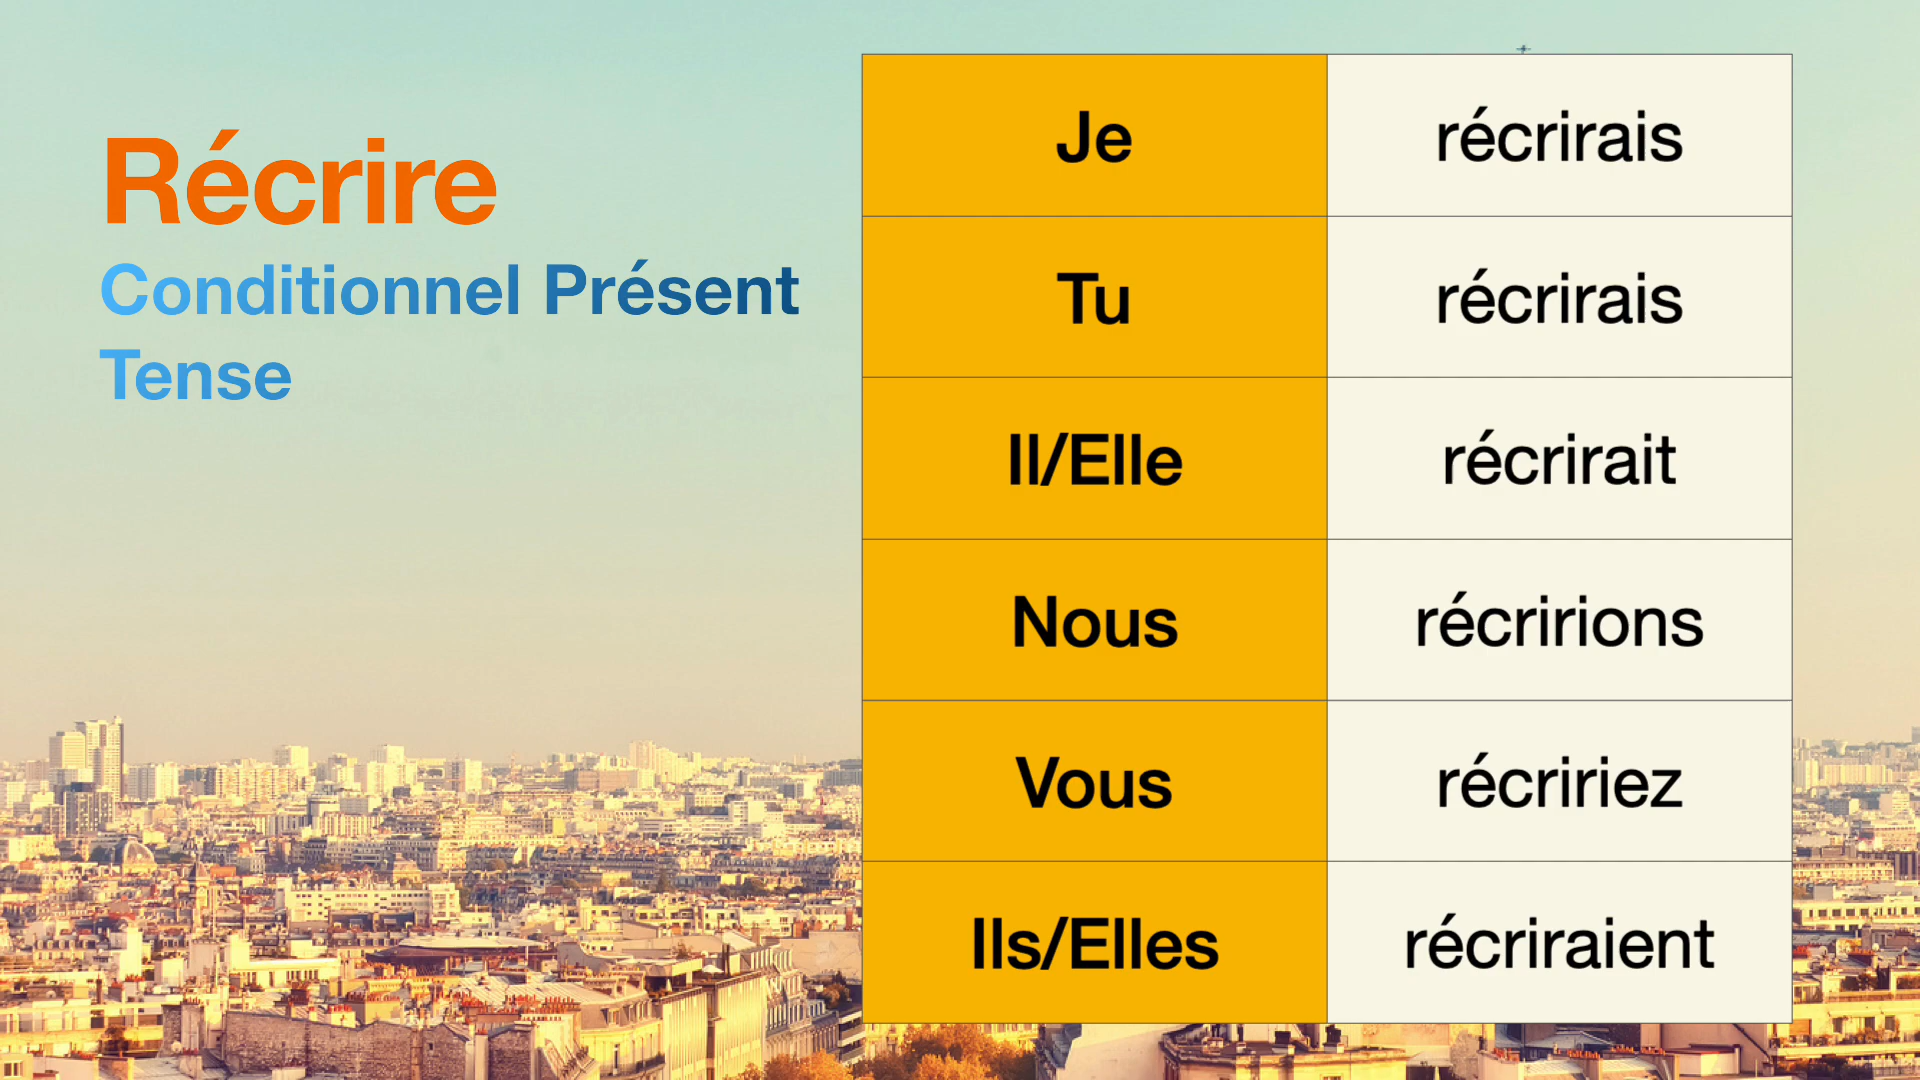 Récrire
Conditionnel Présent
Tense
Je récrirais
Tu récrirais
Il/Elle récrirait
Nous récririons
Vous récririez
Ils/Elles récriraient